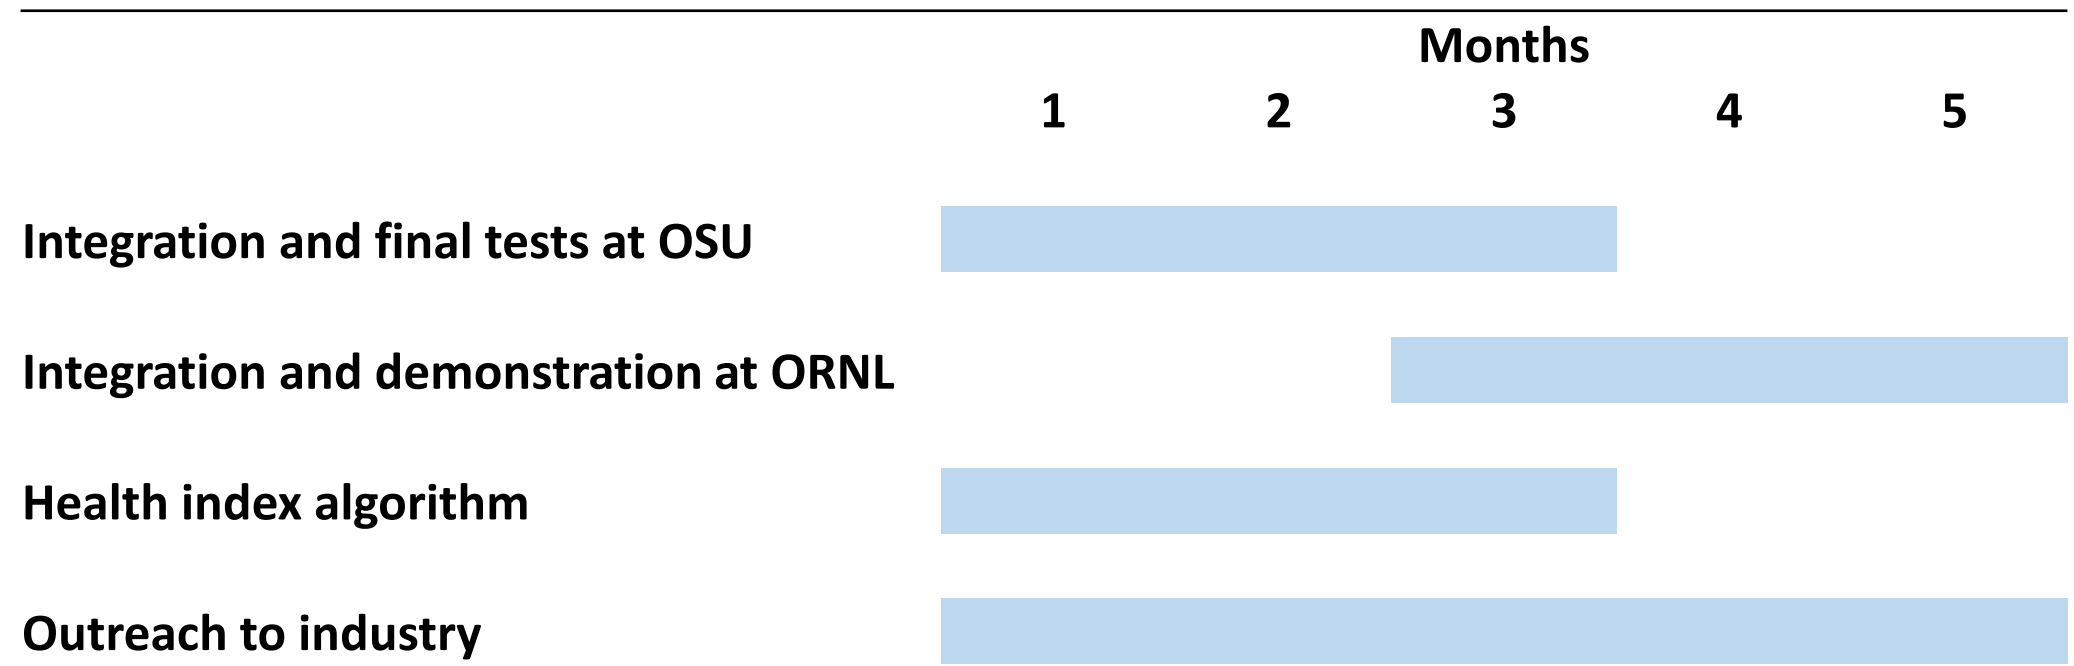 Months
1 2 3 4 5
Integration and final tests at OSU
Integration and demonstration at ORNL
Health index algorithm
Outreach to industry